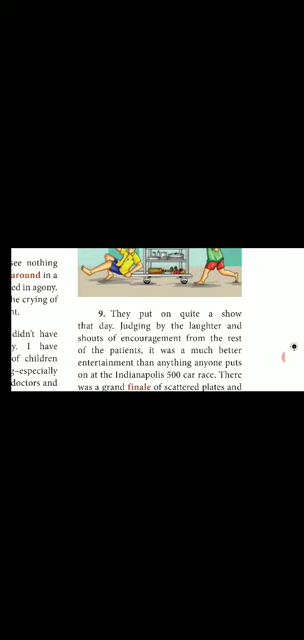 see nothing
around in a
ed in agony.
he crying of
nt.
didn't have
y. I have
of children
g–especially
doctors and
9. They put on quite a show
that day. Judging by the laughter and
shouts of encouragement from the rest
of the patients, it was a much better
entertainment than anything anyone puts
on at the Indianapolis 500 car race. There
was a grand finale of scattered plates and